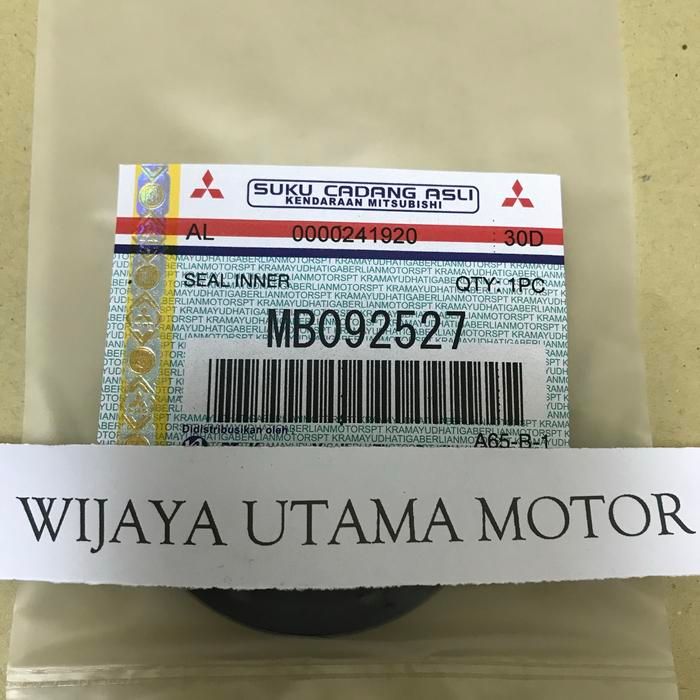 SUKU CADANG ASLI
KENDARAAN MITSUBISHI
AL 0000241920 30D
SEAL INNER QTY: 1PC
MB092527
Didistribusikan oleh
A65-B-1
WIJAYA UTAMA MOTOR